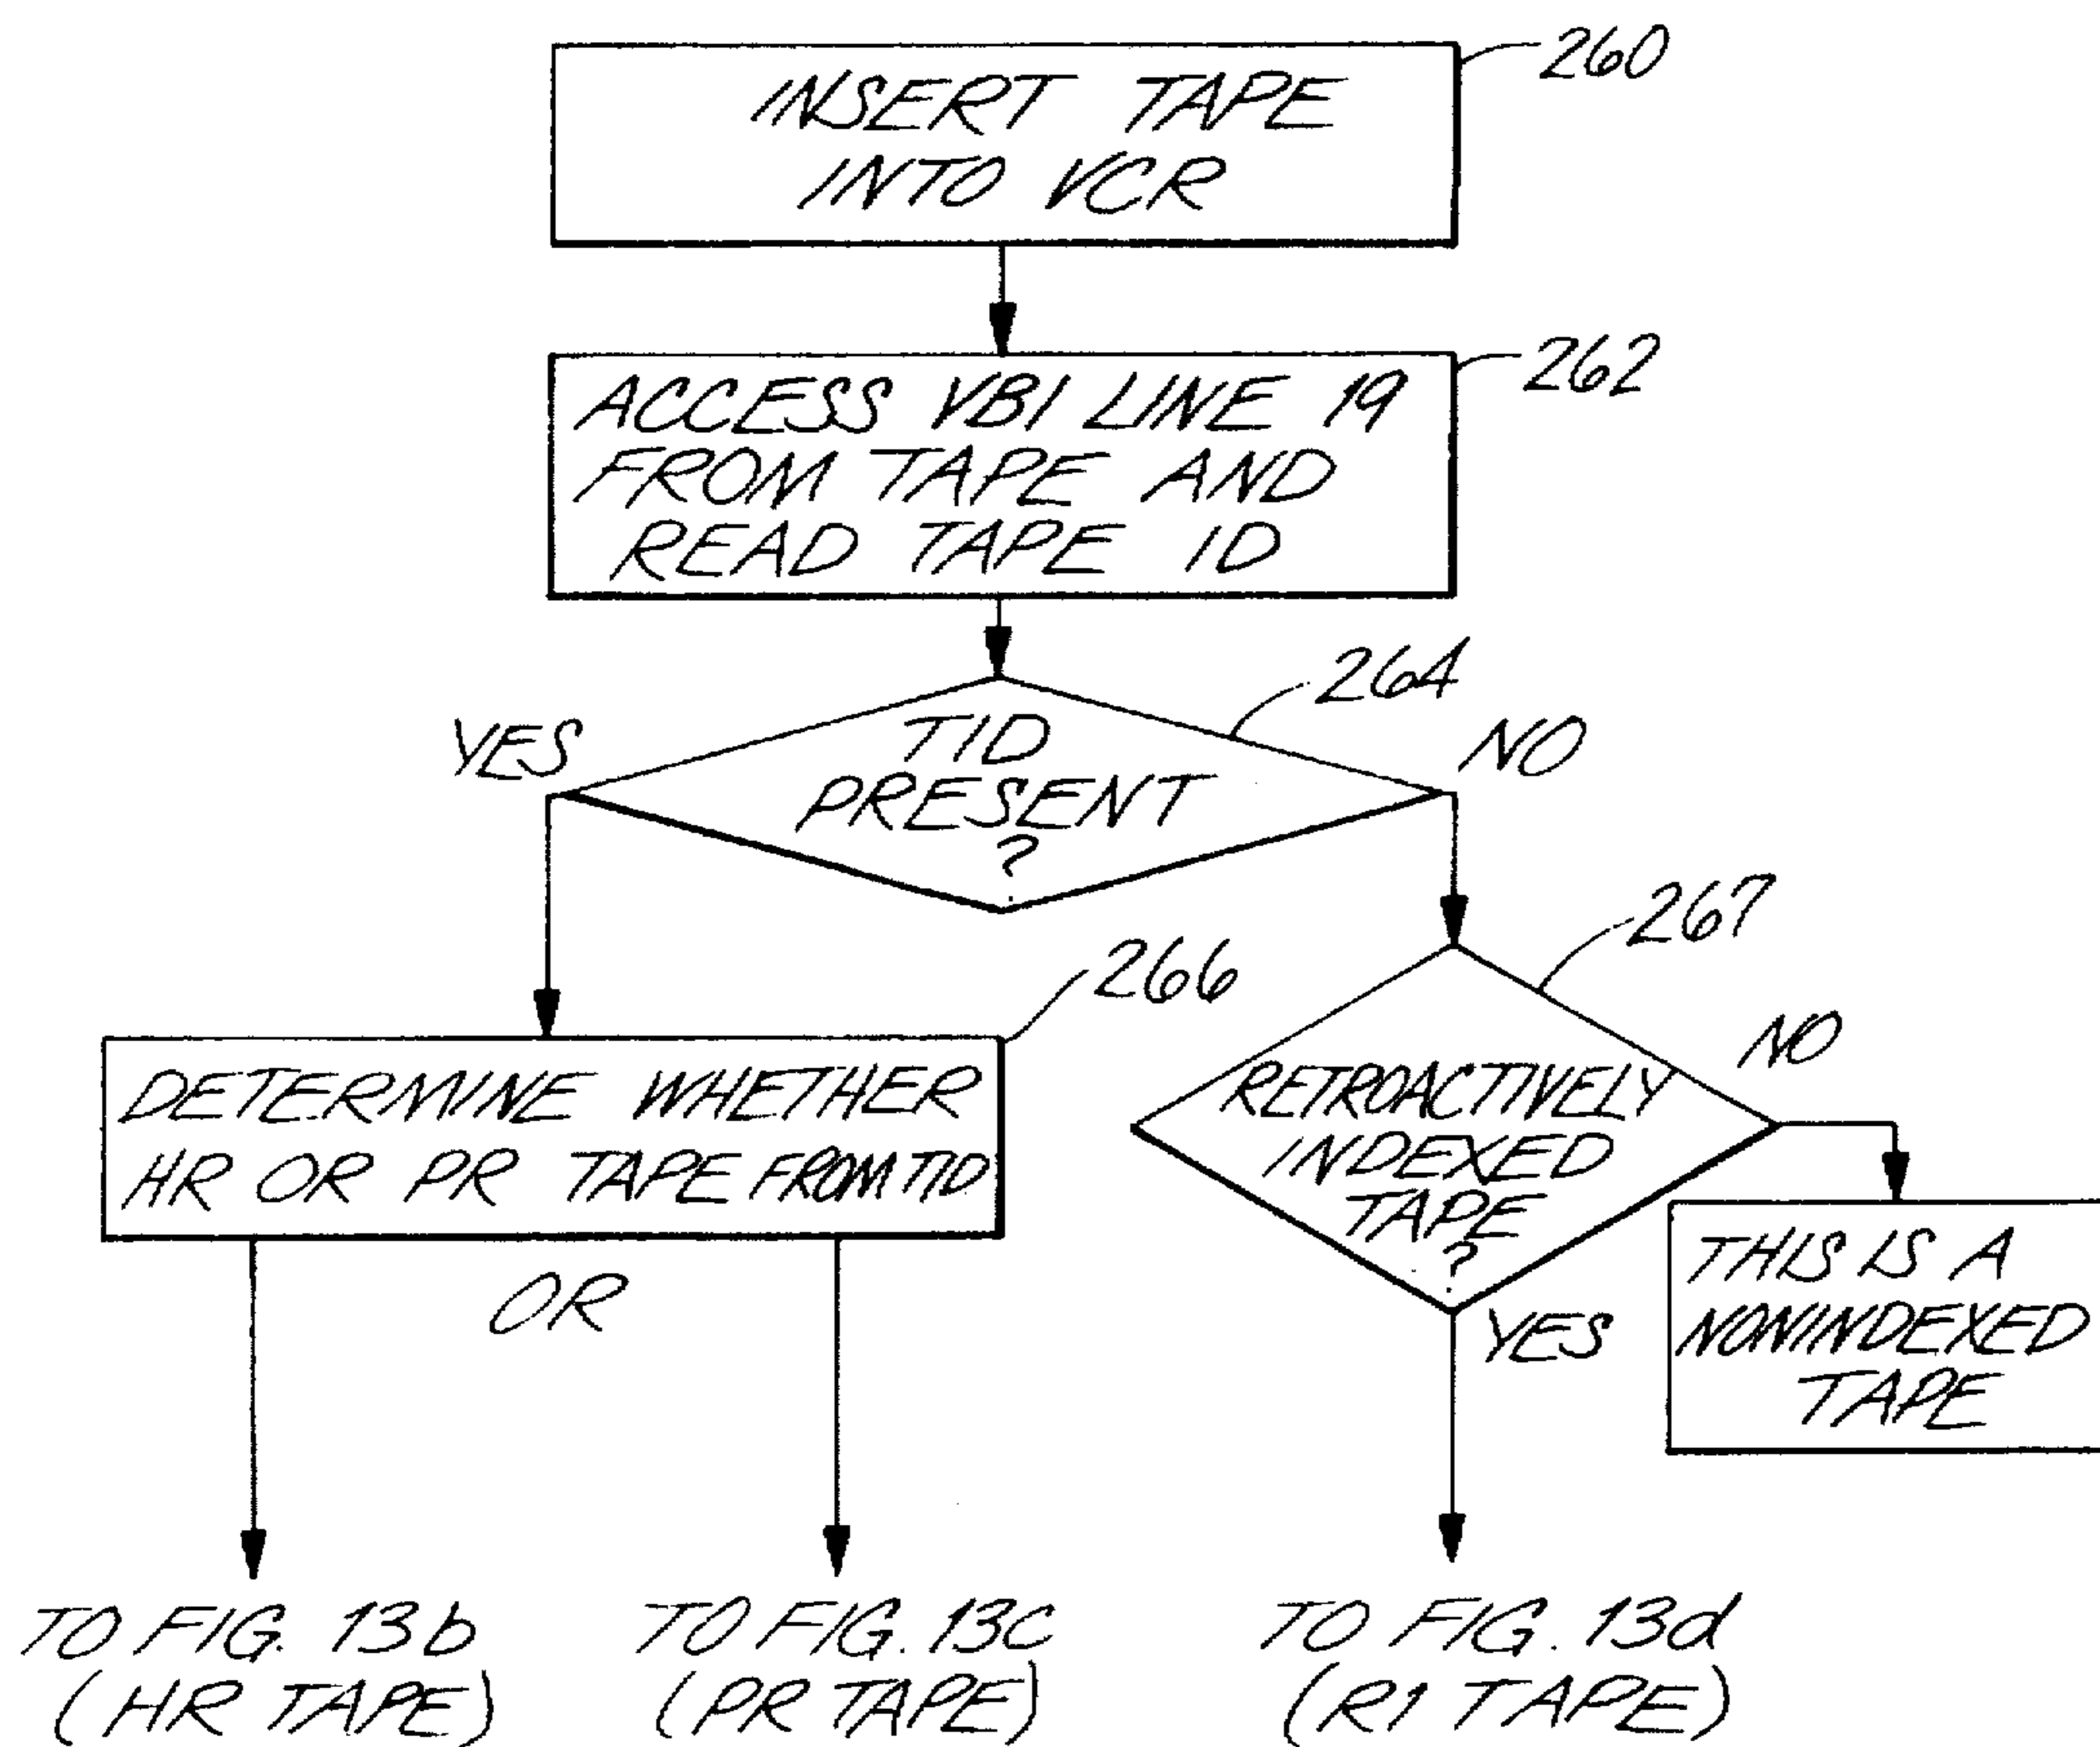 INSERT TAPE
INTO VCR
260
ACCESS VBI LINE 19
FROM TAPE AND
READ TAPE ID
262
264
YES
TID
PRESENT
?
NO
267
266
DETERMINE WHETHER
HR OR PR TAPE FROM TID
RETROACTIVELY
INDEXED
TAPE
?
NO
OR
YES
THIS IS A
NONINDEXED
TAPE
TO FIG. 13b
(HR TAPE)
TO FIG. 13c
(PR TAPE)
TO FIG. 13d
(RI TAPE)